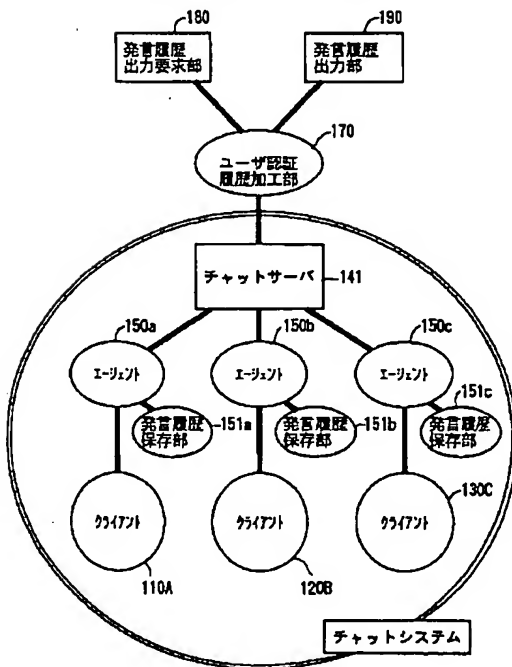 180
190
発言履歴
出力要求部
発言履歴
出力部
170
ユーザ認証
履歴加工部
チャットサーバ
141
150a
150b
150c
エージェント
エージェント
エージェント
151c
発言履歴
保存部
151a
発言履歴
保存部
151b
発言履歴
保存部
130C
クライアント
クライアント
クライアント
110A
120B
チャットシステム